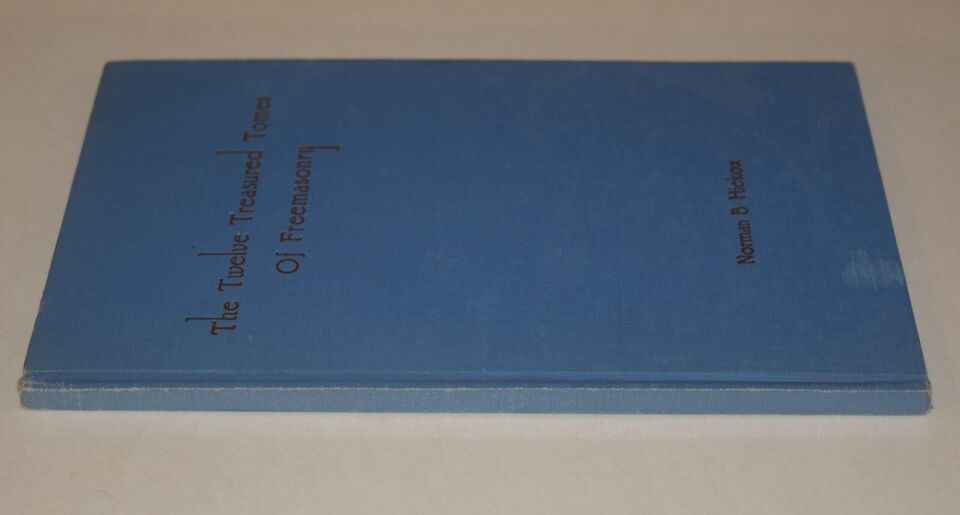 The Twelve Treasured Tomes
Of Freemasonry
Norman B. Hickox